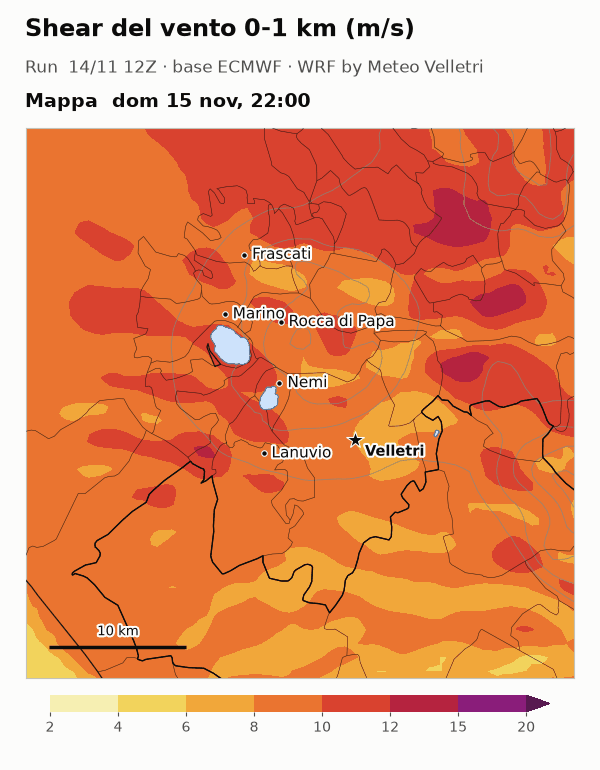 Shear del vento 0-1 km (m/s)
Run  14/11 12Z · base ECMWF · WRF by Meteo Velletri
Mappa  dom 15 nov, 22:00
Frascati
Marino
Rocca di Papa
Nemi
Velletri
Lanuvio
10 km
2 4 6 8 10 12 15 20